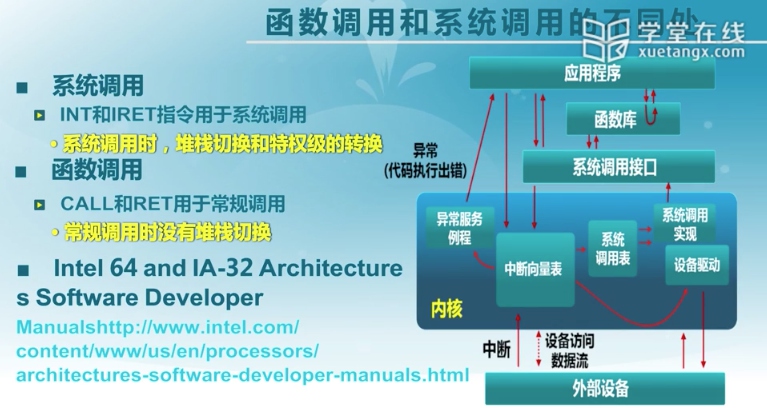 函数调用和系统调用的不同处
学堂在线
xuetangx.com
■ 系统调用
INT和IRET指令用于系统调用
• 系统调用时，堆栈切换和特权级的转换
■ 函数调用
CALL和RET用于常规调用
• 常规调用时没有堆栈切换
■ Intel 64 and IA-32 Architecture
s Software Developer
Manualshttp://www.intel.com/
content/www/us/en/processors/
architectures-software-developer-manuals.html
应用程序
函数库
异常
(代码执行出错)
系统调用接口
异常服务
例程
中断向量表
系统
调用表
系统调用
实现
设备驱动
内核
中断
设备访问
数据流
外部设备